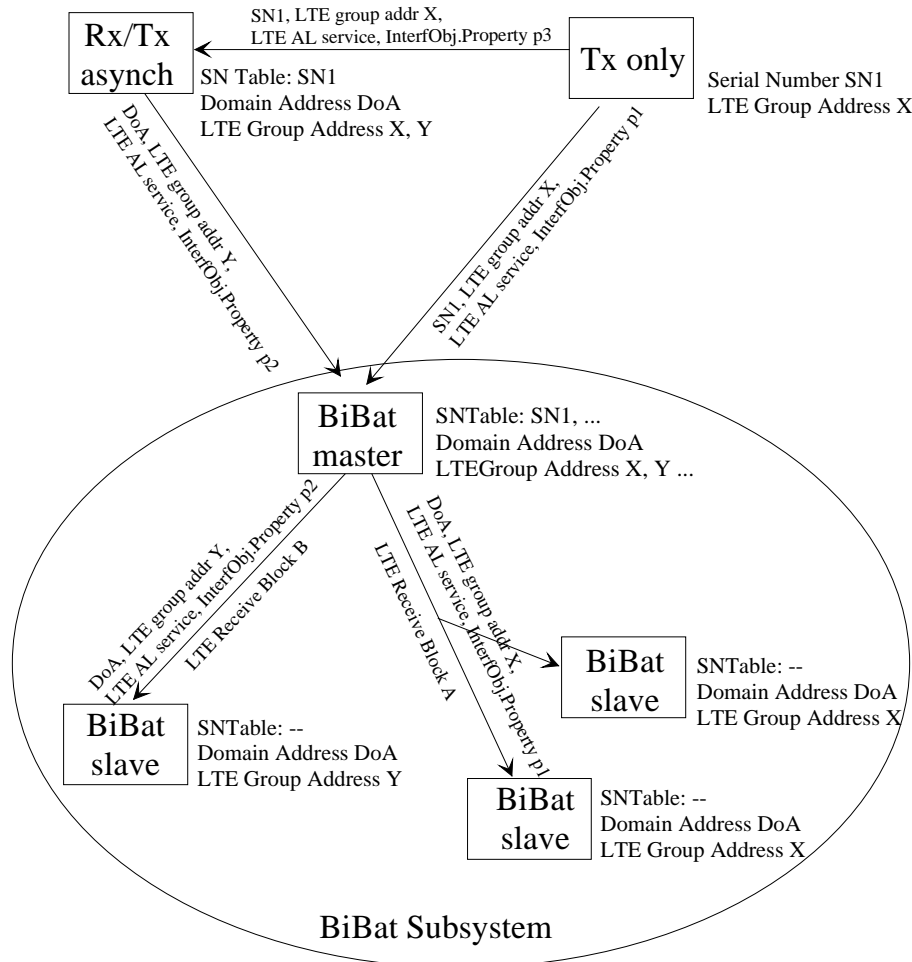 SN1, LTE group addr X,
LTE AL service, InterfObj.Property p3
Rx/Tx
asynch
SN Table: SN1
Domain Address DoA
LTE Group Address X, Y
Tx only
Serial Number SN1
LTE Group Address X
DoA, LTE group addr Y,
LTE AL service, InterfObj.Property p2
SN1, LTE group addr X,
LTE AL service, InterfObj.Property p1
BiBat
master
SNTable: SN1, ...
Domain Address DoA
LTEGroup Address X, Y ...
DoA, LTE group addr Y,
LTE AL service, InterfObj.Property p2
LTE Receive Block B
DoA, LTE group addr X,
LTE AL service, InterfObj.Property p1
LTE Receive Block A
BiBat
slave
SNTable: --
Domain Address DoA
LTE Group Address X
BiBat
slave
SNTable: --
Domain Address DoA
LTE Group Address Y
BiBat
slave
SNTable: --
Domain Address DoA
LTE Group Address X
BiBat Subsystem